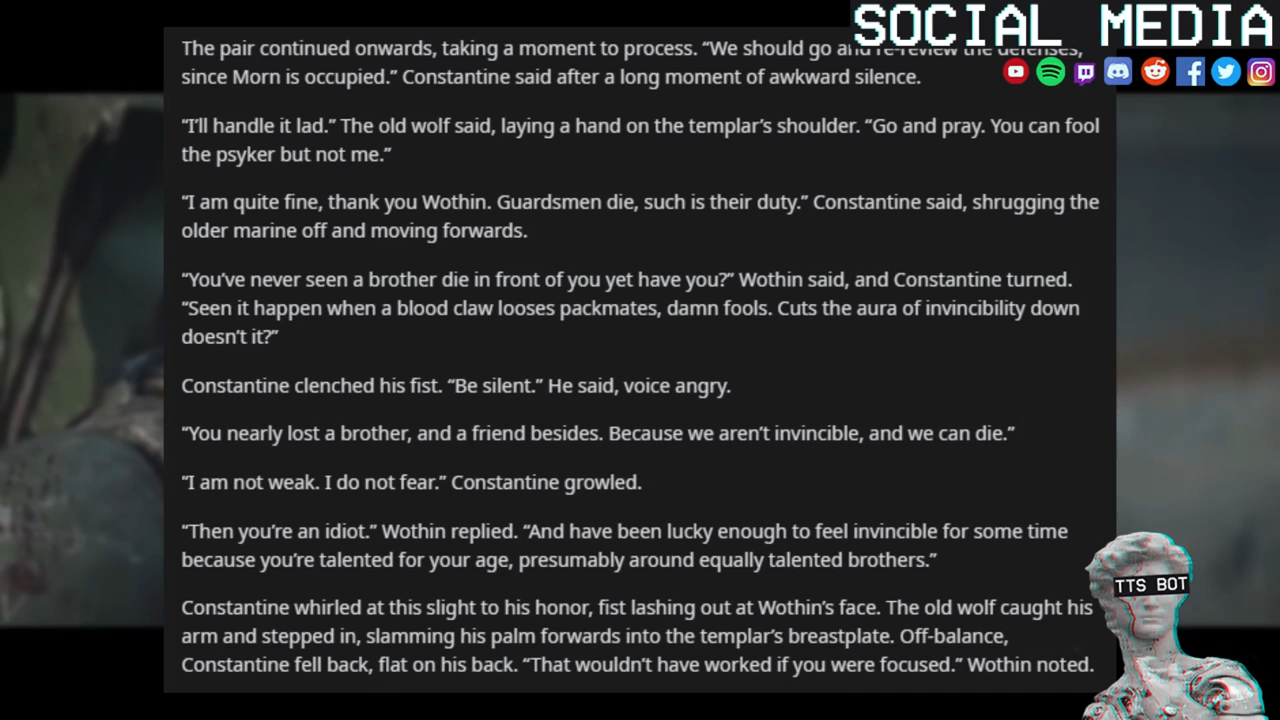 SOCIAL MEDIA
The pair continued onwards, taking a moment to process. “We should go and re-review the defenses,
since Morn is occupied.” Constantine said after a long moment of awkward silence.
“I’ll handle it lad.” The old wolf said, laying a hand on the templar’s shoulder. “Go and pray. You can fool
the psyker but not me.”
“I am quite fine, thank you Wothin. Guardsmen die, such is their duty.” Constantine said, shrugging the
older marine off and moving forwards.
“You’ve never seen a brother die in front of you yet have you?” Wothin said, and Constantine turned.
“Seen it happen when a blood claw looses packmates, damn fools. Cuts the aura of invincibility down
doesn’t it?”
Constantine clenched his fist. “Be silent.” He said, voice angry.
“You nearly lost a brother, and a friend besides. Because we aren’t invincible, and we can die.”
“I am not weak. I do not fear.” Constantine growled.
“Then you’re an idiot.” Wothin replied. “And have been lucky enough to feel invincible for some time
because you’re talented for your age, presumably around equally talented brothers.”
Constantine whirled at this slight to his honor, fist lashing out at Wothin’s face. The old wolf caught his
arm and stepped in, slamming his palm forwards into the templar’s breastplate. Off-balance,
Constantine fell back, flat on his back. “That wouldn’t have worked if you were focused.” Wothin noted.
TTS BOT